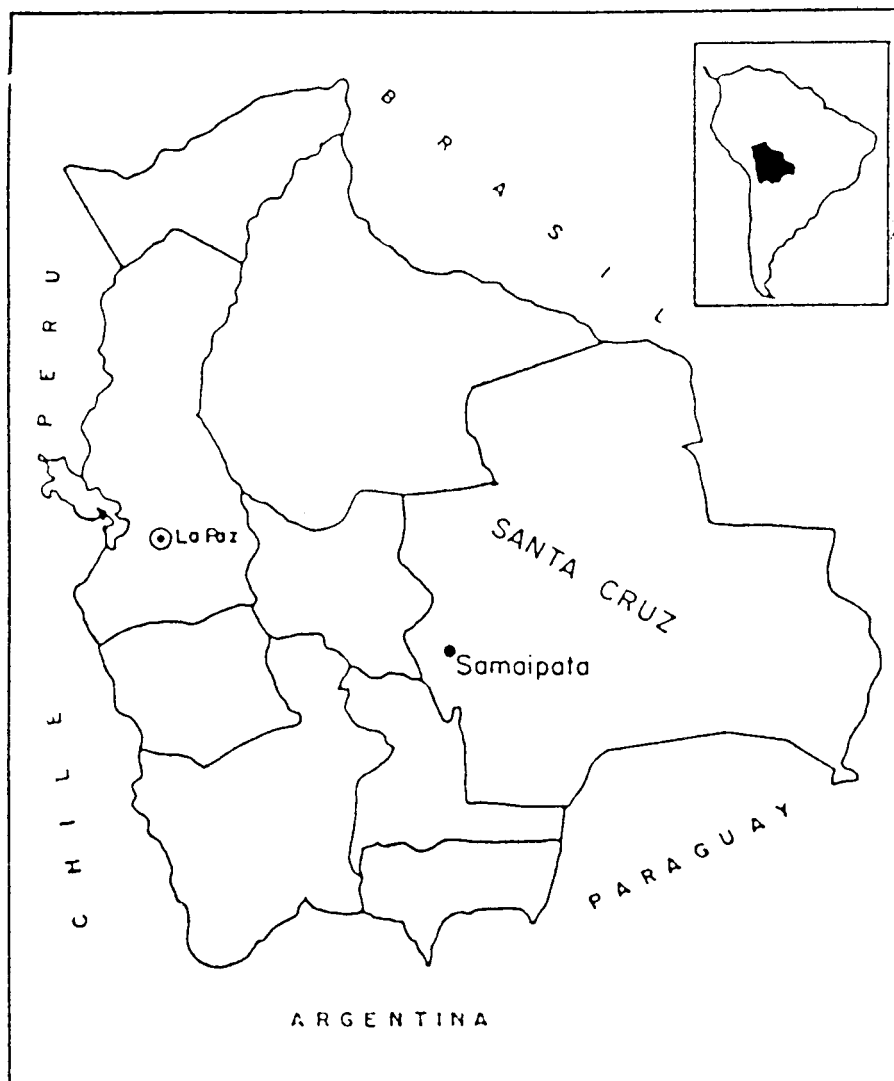 BRASIL
PERU
La Paz
SANTA CRUZ
Samaipata
CHILE
PARAGUAY
ARGENTINA